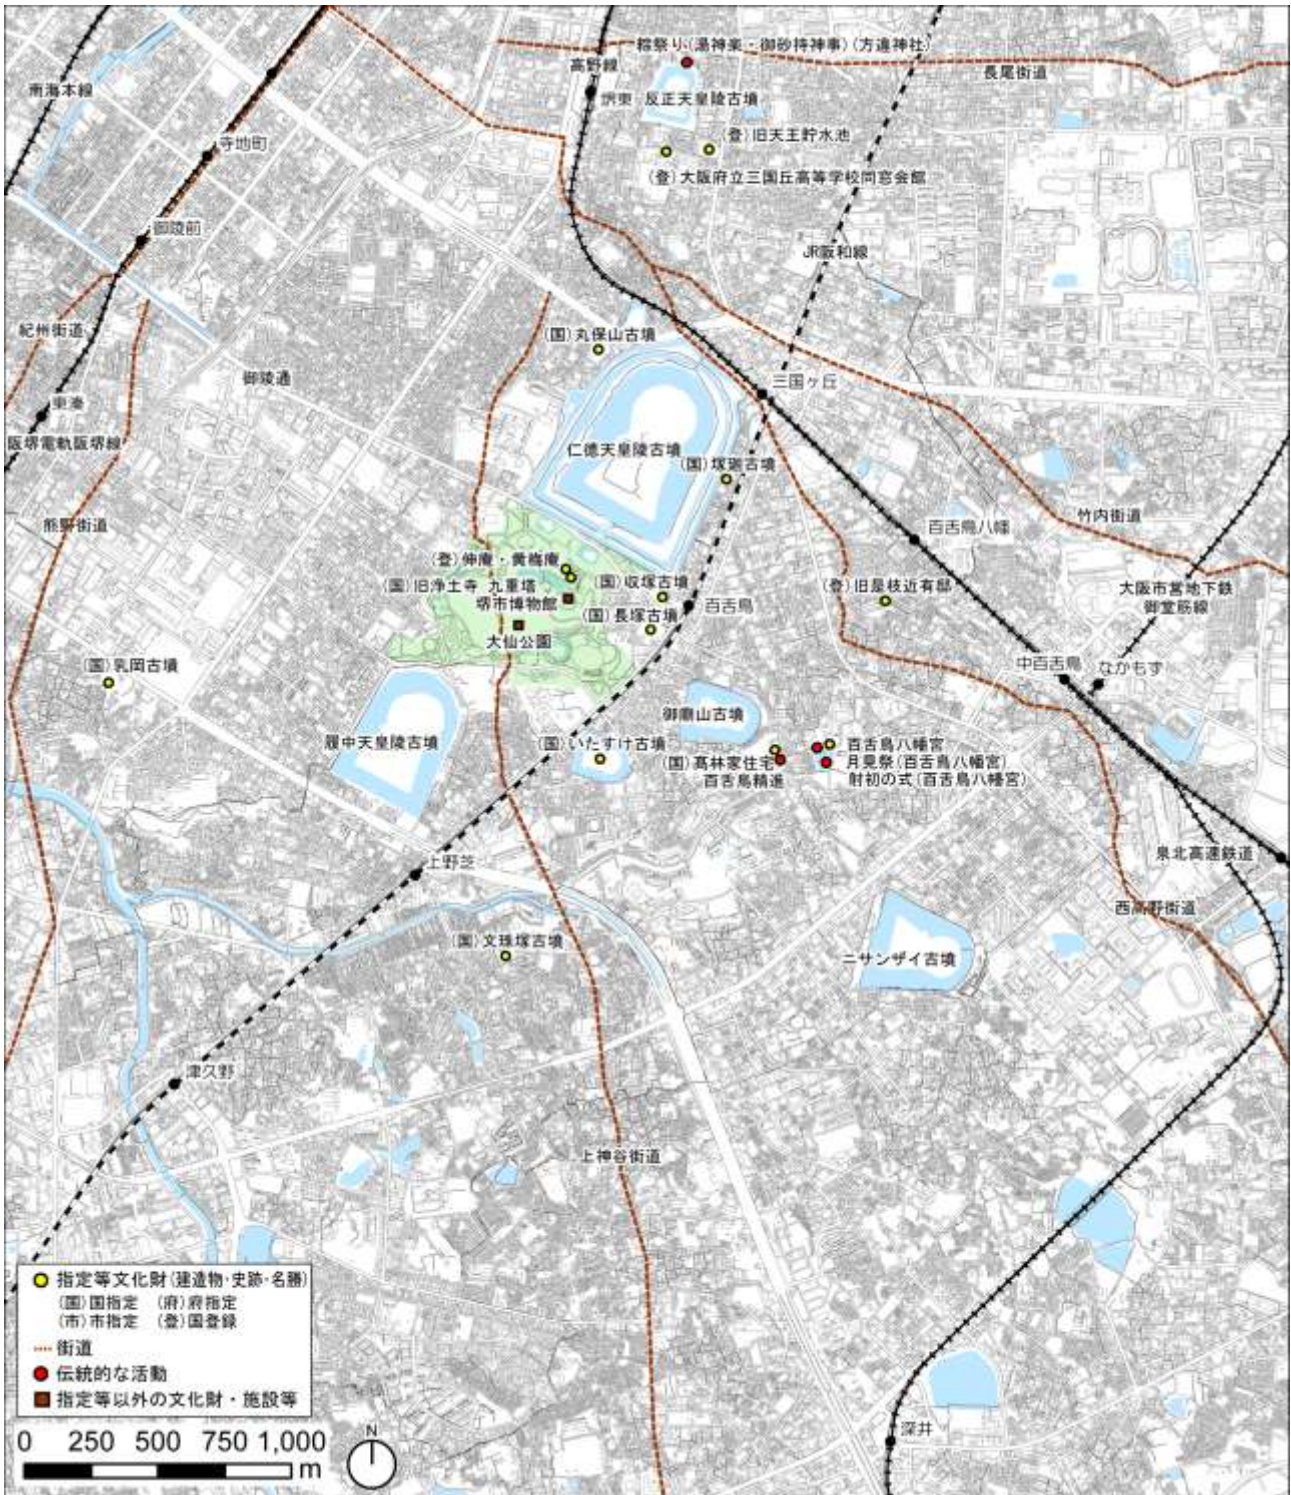 粽祭り(湯神楽・御砂持神事)(方違神社)
高野線
長尾街道
南海本線
堺東
反正天皇陵古墳
(登)旧天王貯水池
寺地町
(登)大阪府立三国丘高等学校同窓会館
御陵前
JR阪和線
紀州街道
(国)丸保山古墳
御陵通
三国ヶ丘
東湊
阪堺電軌阪堺線
仁徳天皇陵古墳
(国)塚廻古墳
熊野街道
竹内街道
百舌鳥八幡
(登)伸庵・黄梅庵
(国)旧浄土寺 九重塔
(国)収塚古墳
(登)旧是枝近有邸
大阪市営地下鉄
御堂筋線
堺市博物館
百舌鳥
(国)長塚古墳
大仙公園
(国)乳岡古墳
中百舌鳥
なかもず
御廟山古墳
履中天皇陵古墳
(国)いたすけ古墳
百舌鳥八幡宮
(国)髙林家住宅
月見祭(百舌鳥八幡宮)
百舌鳥精進
射初の式(百舌鳥八幡宮)
上野芝
泉北高速鉄道
西高野街道
(国)文珠塚古墳
ニサンザイ古墳
津久野
上神谷街道
指定等文化財(建造物・史跡・名勝)
(国)国指定 (府)府指定
(市)市指定 (登)国登録
街道
伝統的な活動
指定等以外の文化財・施設等
深井
0 250 500 750 1,000
m
N